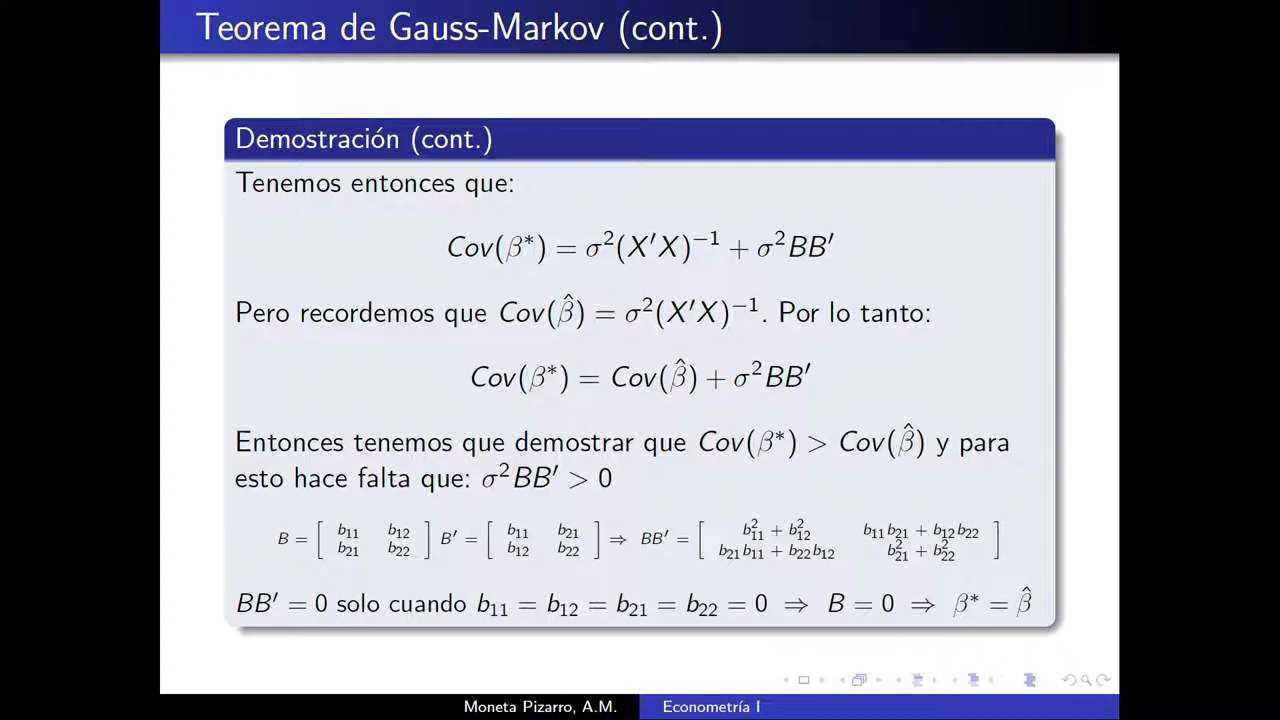 Teorema de Gauss-Markov (cont.)
Demostración (cont.)
Tenemos entonces que:
Cov(β*) = σ²(X′X)⁻¹ + σ²BB′
Pero recordemos que Cov(β̂) = σ²(X′X)⁻¹. Por lo tanto:
Cov(β*) = Cov(β̂) + σ²BB′
Entonces tenemos que demostrar que Cov(β*) > Cov(β̂) y para
esto hace falta que: σ²BB′ > 0
B = [ b₁₁ b₁₂ ; b₂₁ b₂₂ ] B′ = [ b₁₁ b₂₁ ; b₁₂ b₂₂ ] ⇒ BB′ = [ b₁₁² + b₁₂² b₁₁b₂₁ + b₁₂b₂₂ ; b₂₁b₁₁ + b₂₂b₁₂ b₂₁² + b₂₂² ]
BB′ = 0 solo cuando b₁₁ = b₁₂ = b₂₁ = b₂₂ = 0 ⇒ B = 0 ⇒ β* = β̂
Moneta Pizarro, A.M. Econometría I